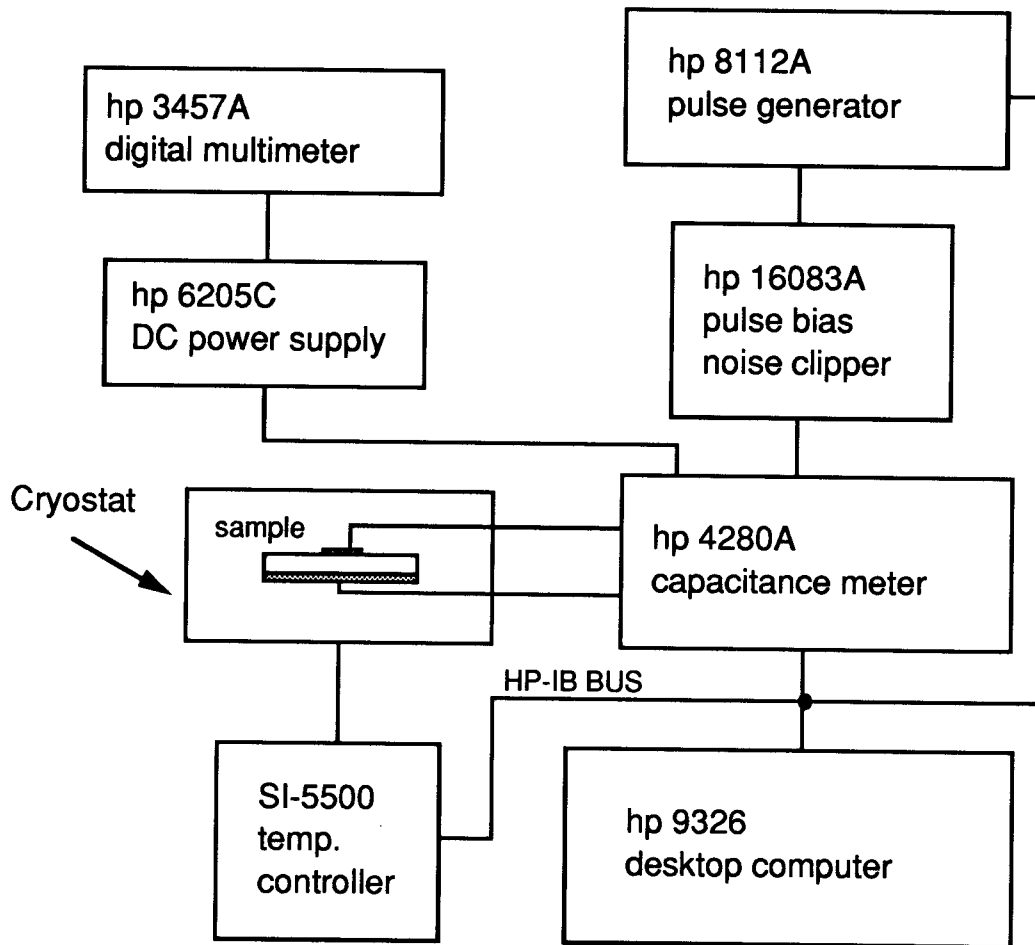 hp 3457A
digital multimeter
hp 8112A
pulse generator
hp 6205C
DC power supply
hp 16083A
pulse bias
noise clipper
Cryostat
sample
hp 4280A
capacitance meter
HP-IB BUS
SI-5500
temp.
controller
hp 9326
desktop computer